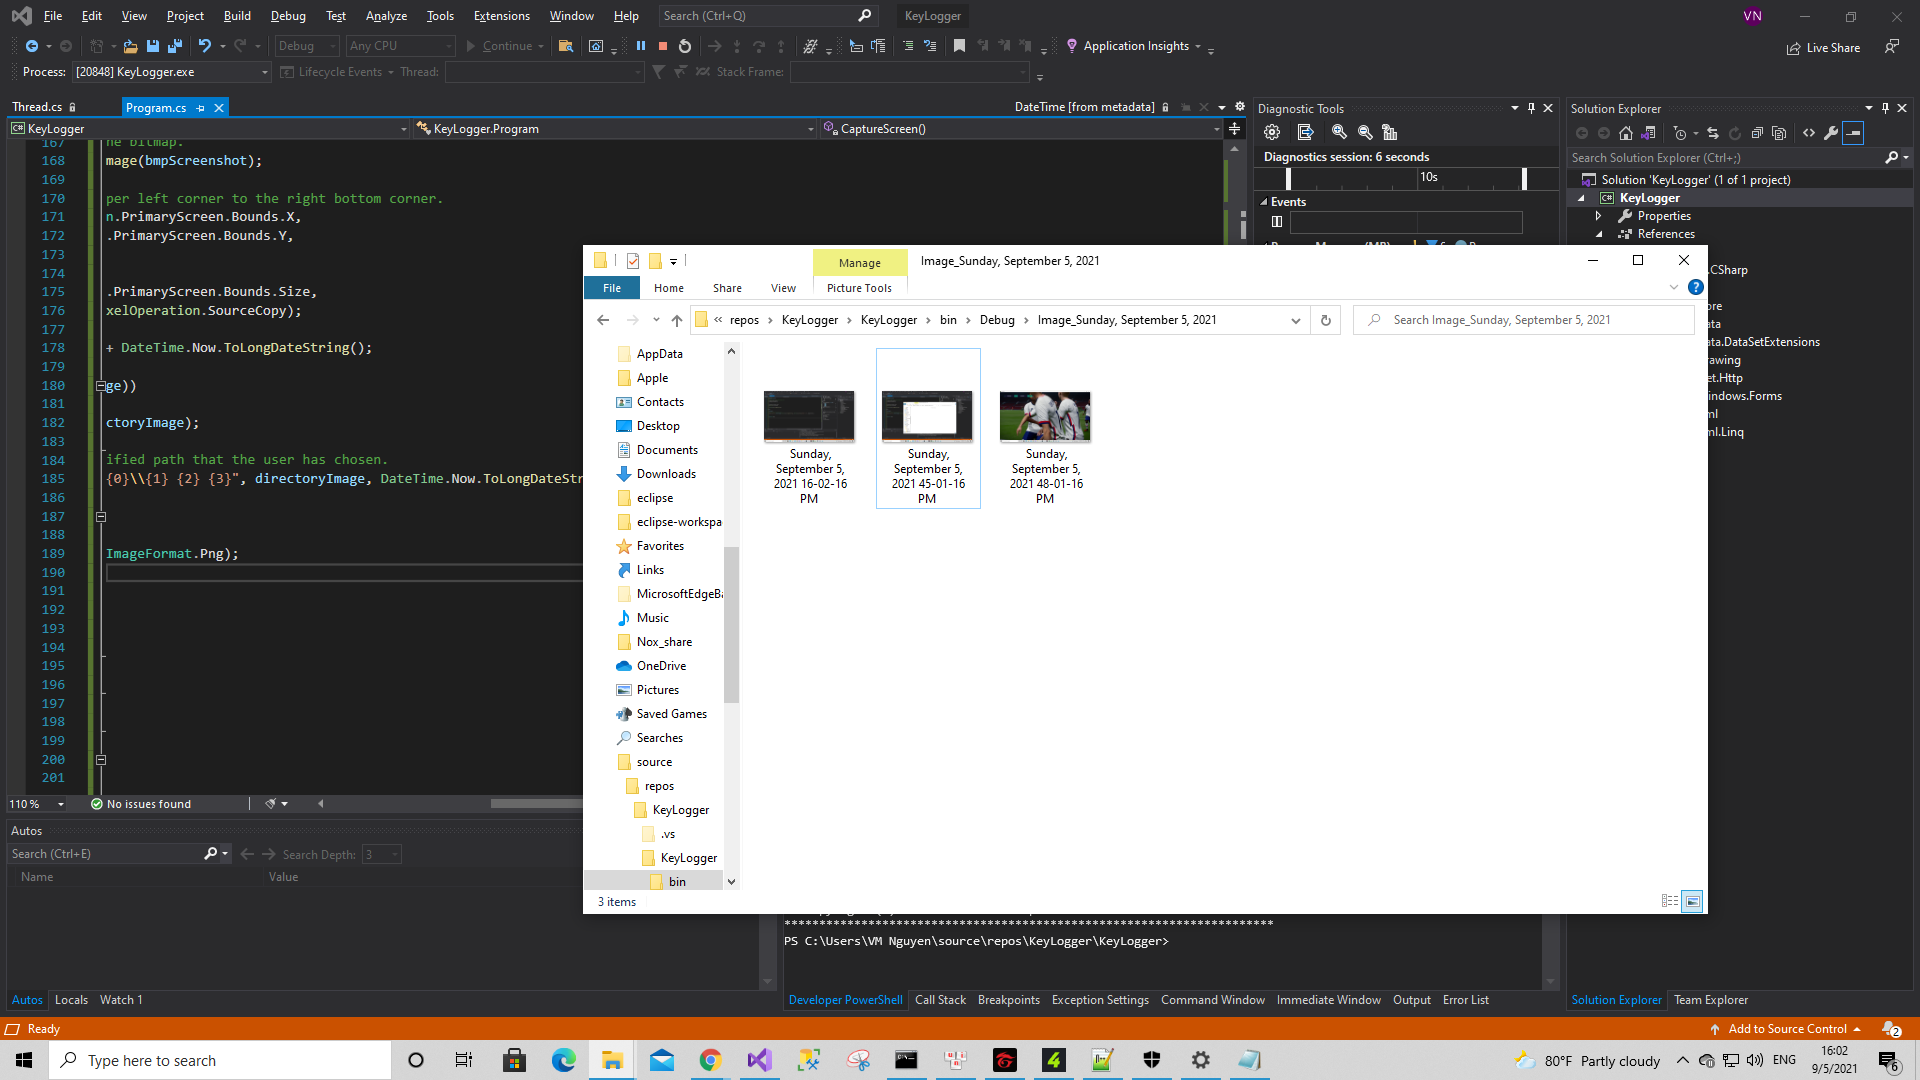 File Edit View Project Build Debug Test Analyze Tools Extensions Window Help Search (Ctrl+Q) KeyLogger VN
Debug Any CPU Continue Application Insights Live Share
Process: [20848] KeyLogger.exe Lifecycle Events Thread: Stack Frame:
Thread.cs Program.cs DateTime [from metadata]
KeyLogger KeyLogger.Program CaptureScreen()
167 he bitmap.
168 mage(bmpScreenshot);
169
170 per left corner to the right bottom corner.
171 n.PrimaryScreen.Bounds.X,
172 .PrimaryScreen.Bounds.Y,
173
174
175 .PrimaryScreen.Bounds.Size,
176 xelOperation.SourceCopy);
177
178 + DateTime.Now.ToLongDateString();
179
180 ge))
181
182 ctoryImage);
183
184 ified path that the user has chosen.
185 {0}\\{1} {2} {3}", directoryImage, DateTime.Now.ToLongDateStr
186
187
188
189 ImageFormat.Png);
190
191
192
193
194
195
196
197
198
199
200
201
110 % No issues found
Diagnostic Tools
Diagnostics session: 6 seconds
10s
Events
Solution Explorer
Search Solution Explorer (Ctrl+;)
Solution 'KeyLogger' (1 of 1 project)
KeyLogger
Properties
References
.CSharp
ore
ata
ata.DataSetExtensions
rawing
et.Http
indows.Forms
ml
ml.Linq
Manage Image_Sunday, September 5, 2021
File Home Share View Picture Tools
« repos KeyLogger KeyLogger bin Debug Image_Sunday, September 5, 2021 Search Image_Sunday, September 5, 2021
AppData
Apple
Contacts
Desktop
Documents
Downloads
eclipse
eclipse-workspa
Favorites
Links
MicrosoftEdgeBa
Music
Nox_share
OneDrive
Pictures
Saved Games
Searches
source
repos
KeyLogger
.vs
KeyLogger
bin
Sunday, September 5, 2021 16-02-16 PM
Sunday, September 5, 2021 45-01-16 PM
Sunday, September 5, 2021 48-01-16 PM
3 items
Autos
Search (Ctrl+E) Search Depth: 3
Name Value
Autos Locals Watch 1
**********************************************************************
PS C:\Users\VM Nguyen\source\repos\KeyLogger\KeyLogger>
Developer PowerShell Call Stack Breakpoints Exception Settings Command Window Immediate Window Output Error List
Solution Explorer Team Explorer
Ready Add to Source Control 2
Type here to search 80°F Partly cloudy ENG 16:02 9/5/2021 6